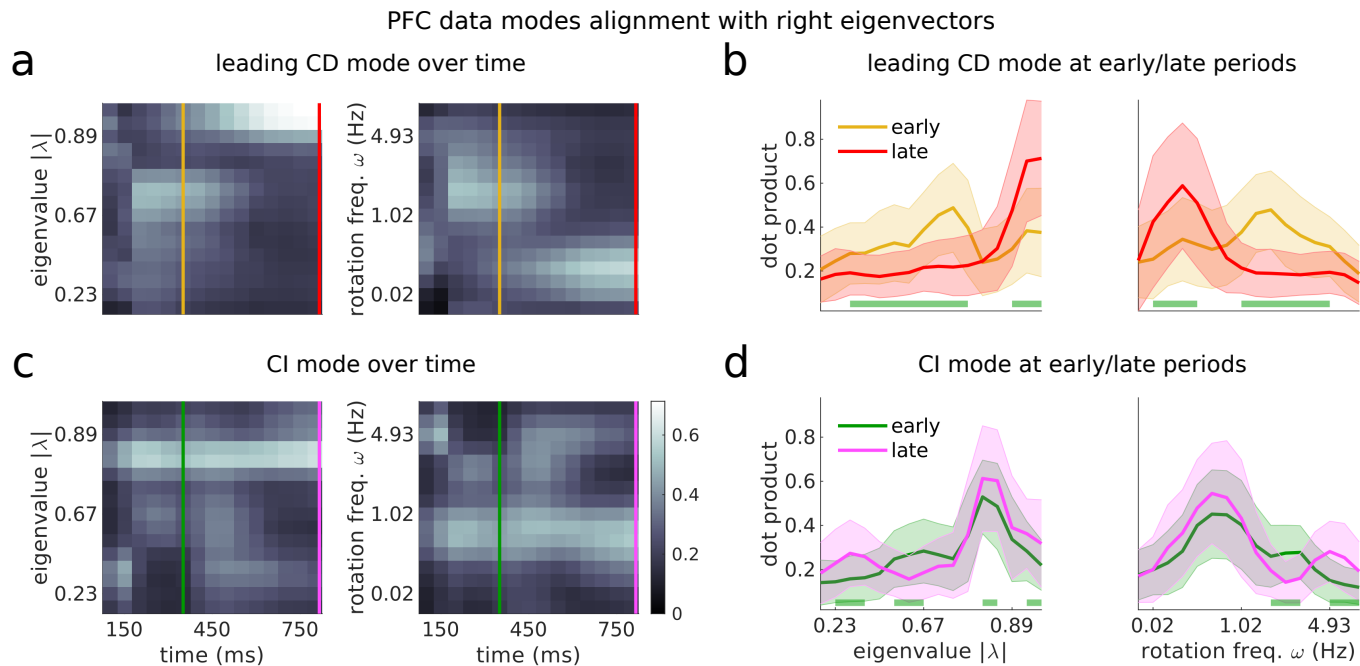 PFC data modes alignment with right eigenvectors
a
leading CD mode over time
b
leading CD mode at early/late periods
eigenvalue |λ|
0.89
0.67
0.23
rotation freq. ω (Hz)
4.93
1.02
0.02
dot product
0.8
0.6
0.4
0.2
early
late
c
CI mode over time
d
CI mode at early/late periods
eigenvalue |λ|
0.89
0.67
0.23
150 450 750
time (ms)
rotation freq. ω (Hz)
4.93
1.02
0.02
150 450 750
time (ms)
0.6
0.4
0.2
0
dot product
0.8
0.6
0.4
0.2
early
late
0.23 0.67 0.89
eigenvalue |λ|
0.02 1.02 4.93
rotation freq. ω (Hz)